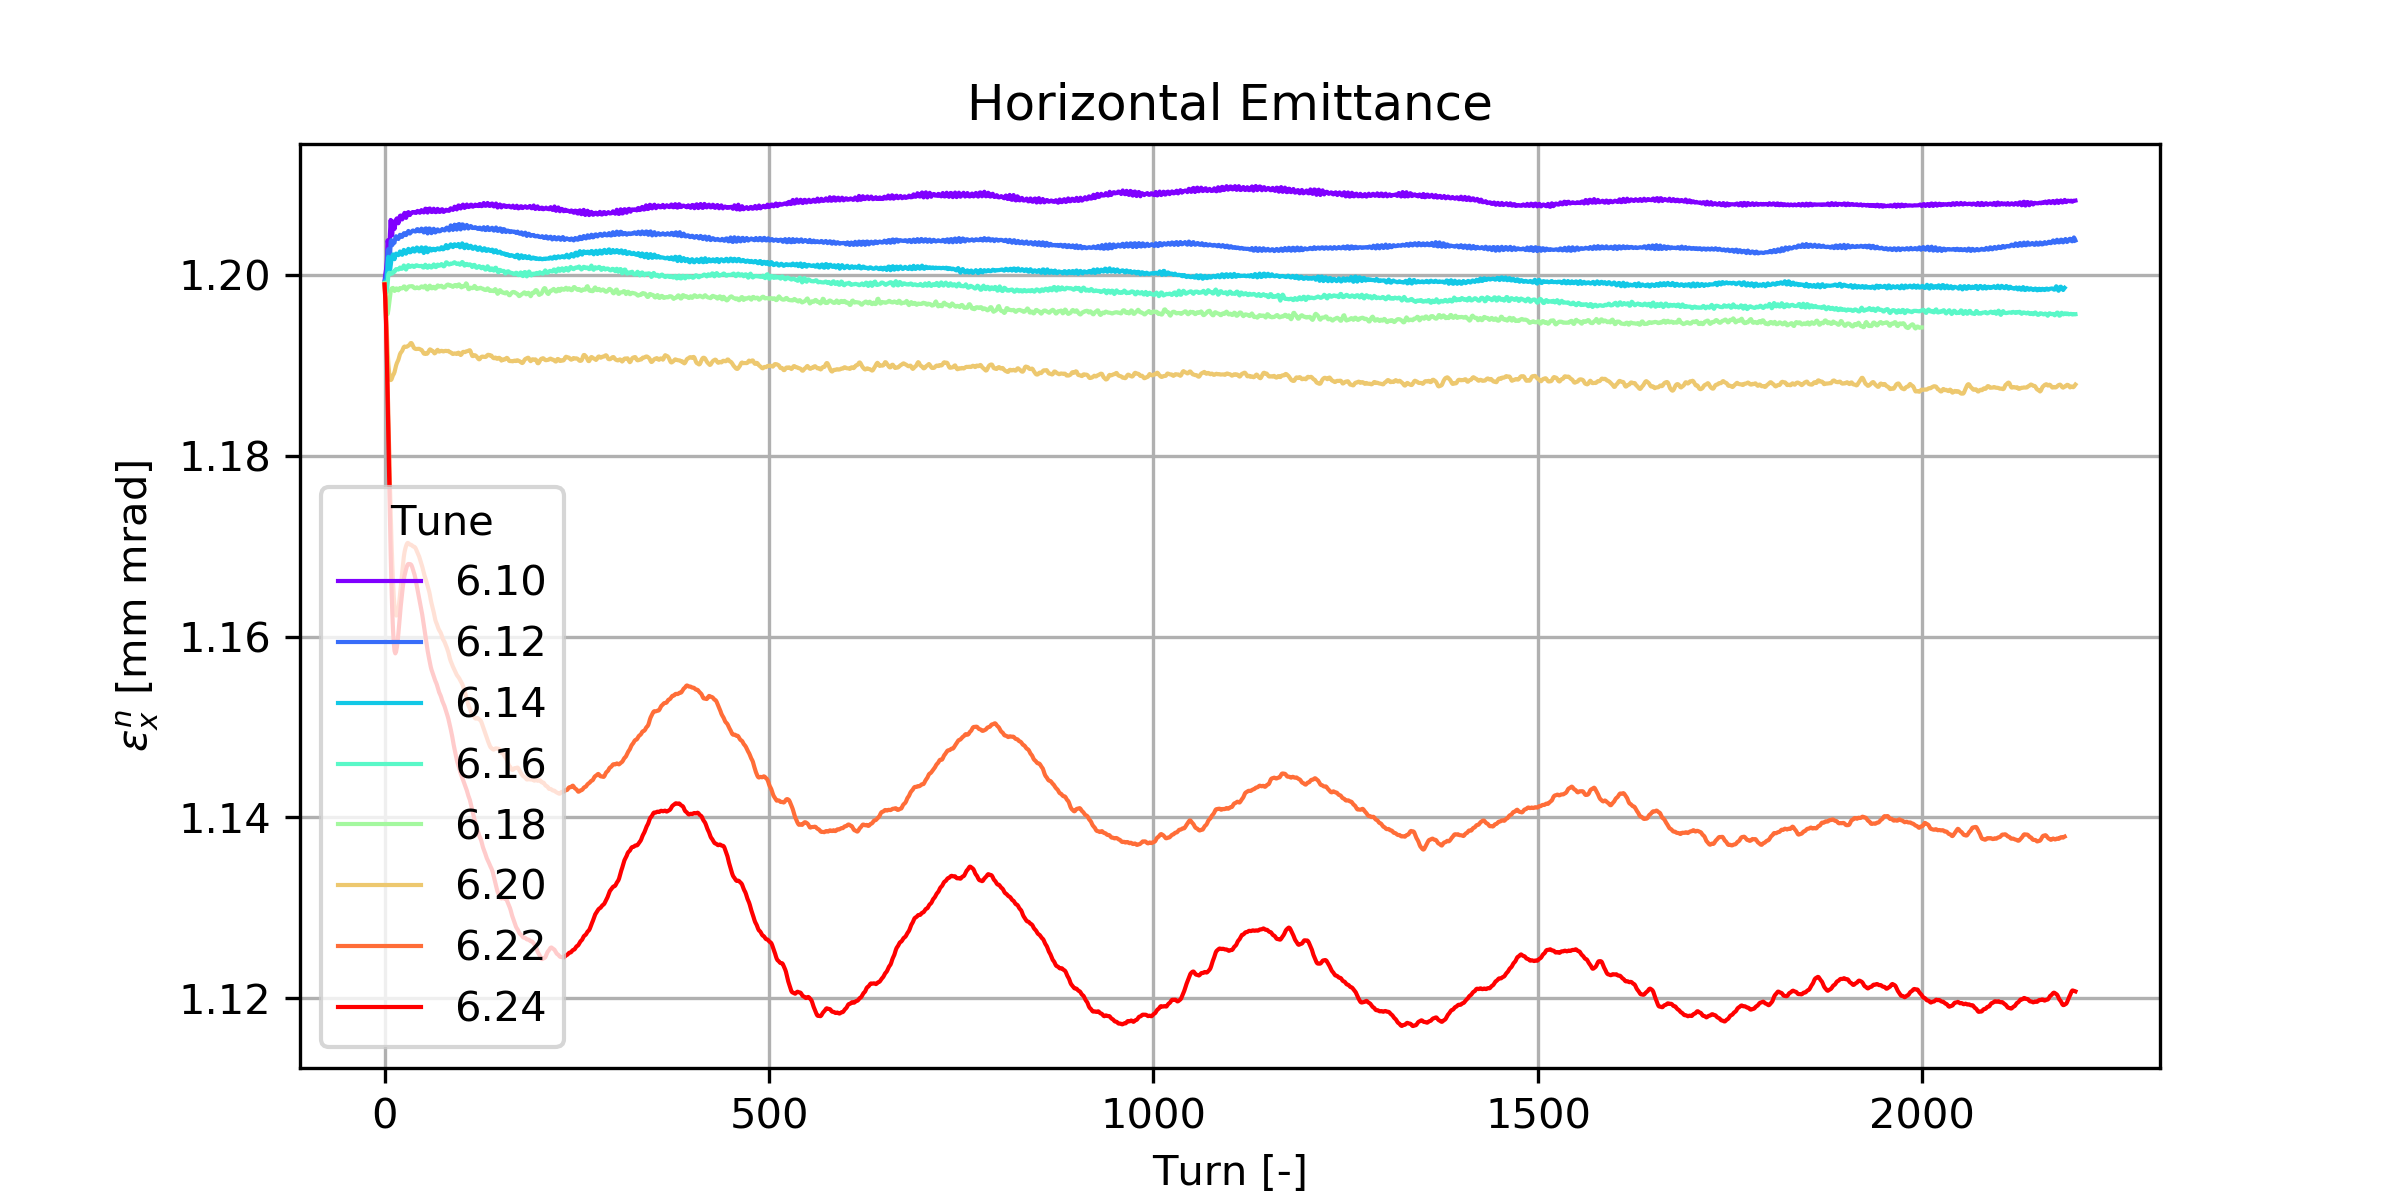 Horizontal Emittance
εₓⁿ [mm mrad]
1.20
1.18
1.16
1.14
1.12
Tune
6.10
6.12
6.14
6.16
6.18
6.20
6.22
6.24
0 500 1000 1500 2000
Turn [-]